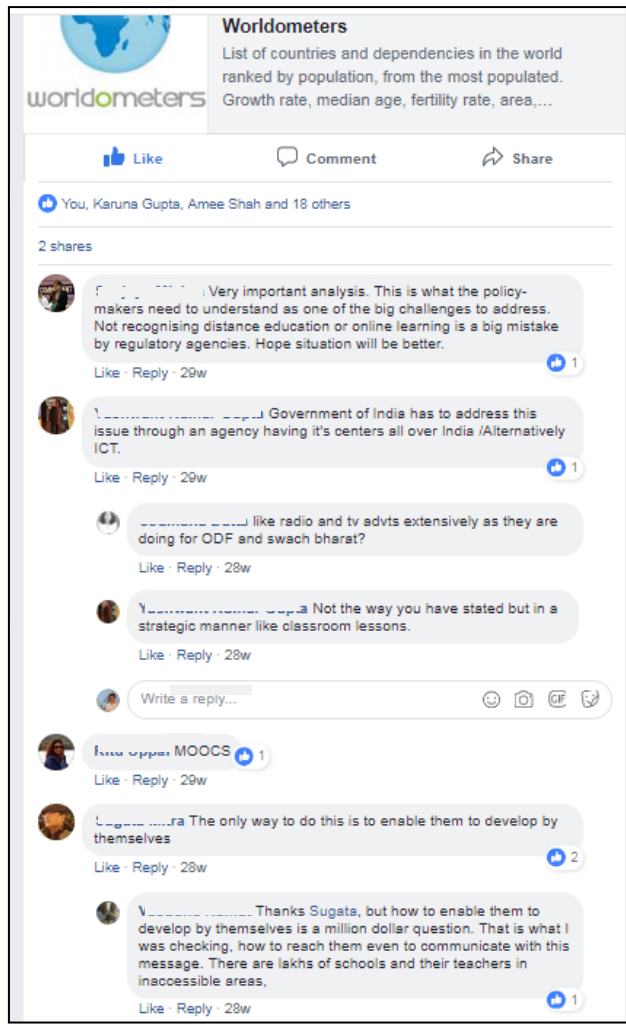 Worldometers
List of countries and dependencies in the world
ranked by population, from the most populated.
Growth rate, median age, fertility rate, area,...
worldometers
Like Comment Share
You, Karuna Gupta, Amee Shah and 18 others
2 shares
Very important analysis. This is what the policy-
makers need to understand as one of the big challenges to address.
Not recognising distance education or online learning is a big mistake
by regulatory agencies. Hope situation will be better.
1
Like · Reply · 29w
Government of India has to address this
issue through an agency having it's centers all over India /Alternatively
ICT.
1
Like · Reply · 29w
like radio and tv advts extensively as they are
doing for ODF and swach bharat?
Like · Reply · 28w
Not the way you have stated but in a
strategic manner like classroom lessons.
Like · Reply · 28w
Write a reply...
GIF
MOOCS 1
Like · Reply · 29w
The only way to do this is to enable them to develop by
themselves
2
Like · Reply · 28w
Thanks Sugata, but how to enable them to
develop by themselves is a million dollar question. That is what I
was checking, how to reach them even to communicate with this
message. There are lakhs of schools and their teachers in
inaccessible areas,
1
Like · Reply · 28w